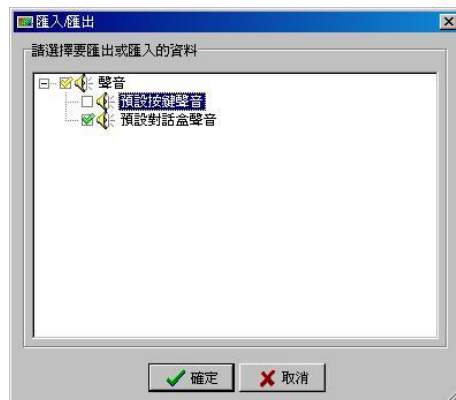 匯入/匯出
請選擇要匯出或匯入的資料
聲音
預設按鍵聲音
預設對話盒聲音
確定
取消